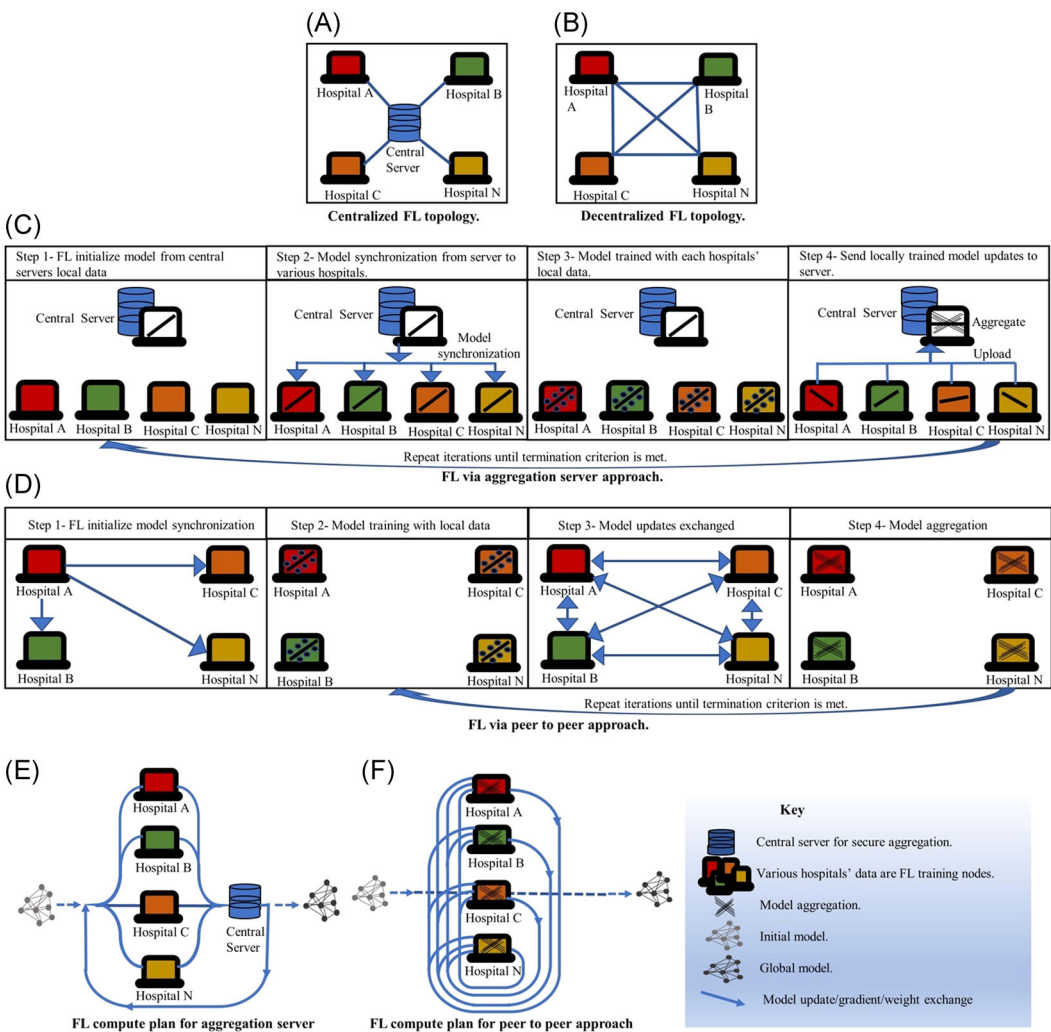 (A)
Hospital A
Hospital B
Central
Server
Hospital C
Hospital N
Centralized FL topology.
(B)
Hospital
A
Hospital
B
Hospital C
Hospital N
Decentralized FL topology.
(C)
Step 1- FL initialize model from central
servers local data
Central Server
Hospital A
Hospital B
Hospital C
Hospital N
Step 2- Model synchronization from server to
various hospitals.
Central Server
Model
synchronization
Hospital A
Hospital B
Hospital C
Hospital N
Step 3- Model trained with each hospitals'
local data.
Central Server
Hospital A
Hospital B
Hospital C
Hospital N
Step 4- Send locally trained model updates to
server.
Central Server
Aggregate
Upload
Hospital A
Hospital B
Hospital C
Hospital N
Repeat iterations until termination criterion is met.
FL via aggregation server approach.
(D)
Step 1- FL initialize model synchronization
Hospital A
Hospital C
Hospital B
Hospital N
Step 2- Model training with local data
Hospital A
Hospital C
Hospital B
Hospital N
Step 3- Model updates exchanged
Hospital A
Hospital C
Hospital B
Hospital N
Step 4- Model aggregation
Hospital A
Hospital C
Hospital B
Hospital N
Repeat iterations until termination criterion is met.
FL via peer to peer approach.
(E)
Hospital A
Hospital B
Hospital C
Central
Server
Hospital N
FL compute plan for aggregation server
(F)
Hospital A
Hospital B
Hospital C
Hospital N
FL compute plan for peer to peer approach
Key
Central server for secure aggregation.
Various hospitals' data are FL training nodes.
Model aggregation.
Initial model.
Global model.
Model update/gradient/weight exchange